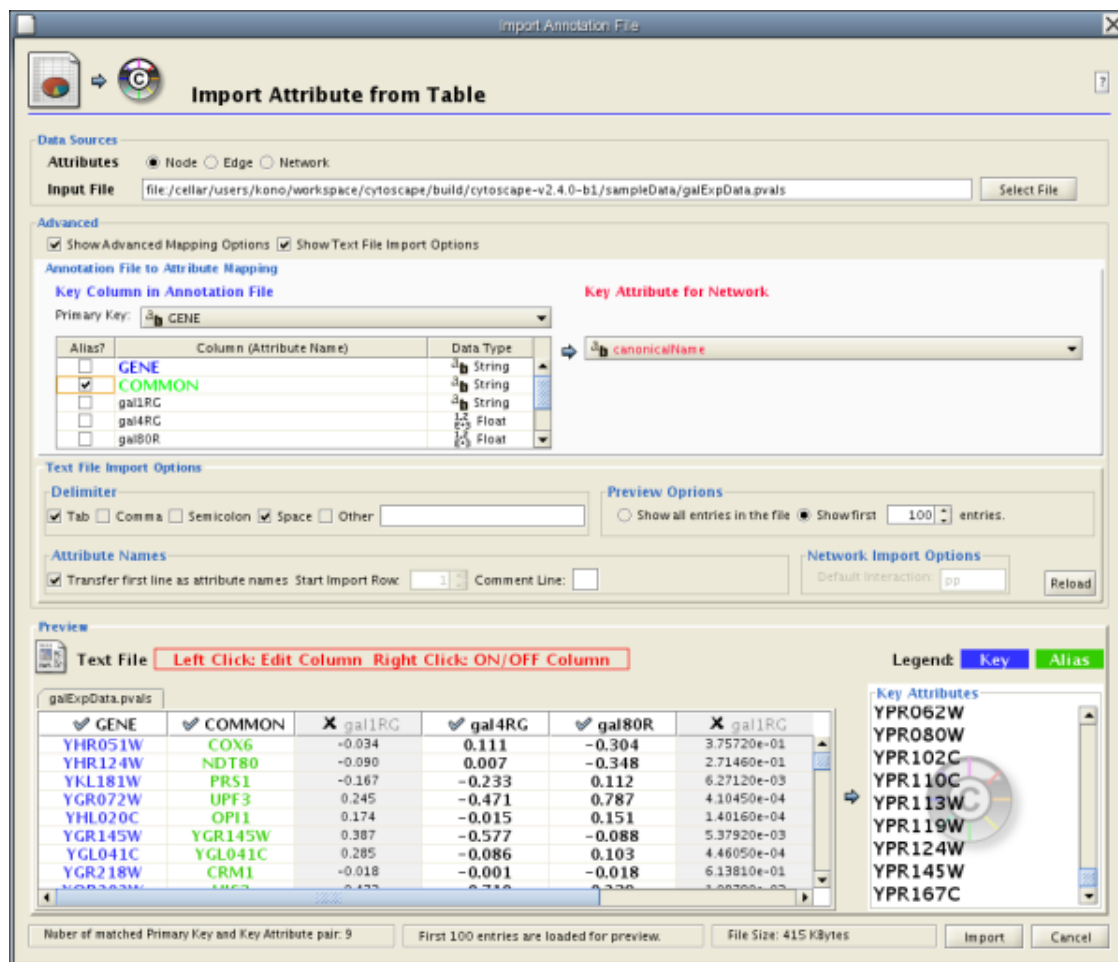 Import Annotation File
Import Attribute from Table
?
Data Sources
Attributes Node Edge Network
Input File file:/cellar/users/kono/workspace/cytoscape/build/cytoscape-v2.4.0-b1/sampleData/galExpData.pvals Select File
Advanced
Show Advanced Mapping Options Show Text File Import Options
Annotation File to Attribute Mapping
Key Column in Annotation File Key Attribute for Network
Primary Key: ab GENE
Alias? Column (Attribute Name) Data Type ab canonicalName
GENE ab String
COMMON ab String
gal1RG ab String
gal4RG Float
gal80R Float
Text File Import Options
Delimiter Preview Oprions
Tab Comma Semicolon Space Other Show all entries in the file Show first 100 entries.
Attribute Names Network Import Options
Transfer first line as attribute names Start Import Row: 1 Comment Line: Default Interaction: pp Reload
Preview
Text File Left Click: Edit Column Right Click: ON/OFF Column Legend: Key Alias
galExpData.pvals Key Attributes
GENE COMMON gal1RG gal4RG gal80R gal1RG
YHR051W COX6 -0.034 0.111 -0.304 3.75720e-01
YHR124W NDT80 -0.090 0.007 -0.348 2.71460e-01
YKL181W PRS1 -0.167 -0.233 0.112 6.27120e-03
YGR072W UPF3 0.245 -0.471 0.787 4.10450e-04
YHL020C OPI1 0.174 -0.015 0.151 1.40160e-04
YGR145W YGR145W 0.387 -0.577 -0.088 5.37920e-03
YGL041C YGL041C 0.285 -0.086 0.103 4.46050e-04
YGR218W CRM1 -0.018 -0.001 -0.018 6.13810e-01
YPR062W
YPR080W
YPR102C
YPR110C
YPR113W
YPR119W
YPR124W
YPR145W
YPR167C
Nuber of matched Primary Key and Key Attribute pair: 9 First 100 entries are loaded for preview. File Size: 415 KBytes Import Cancel